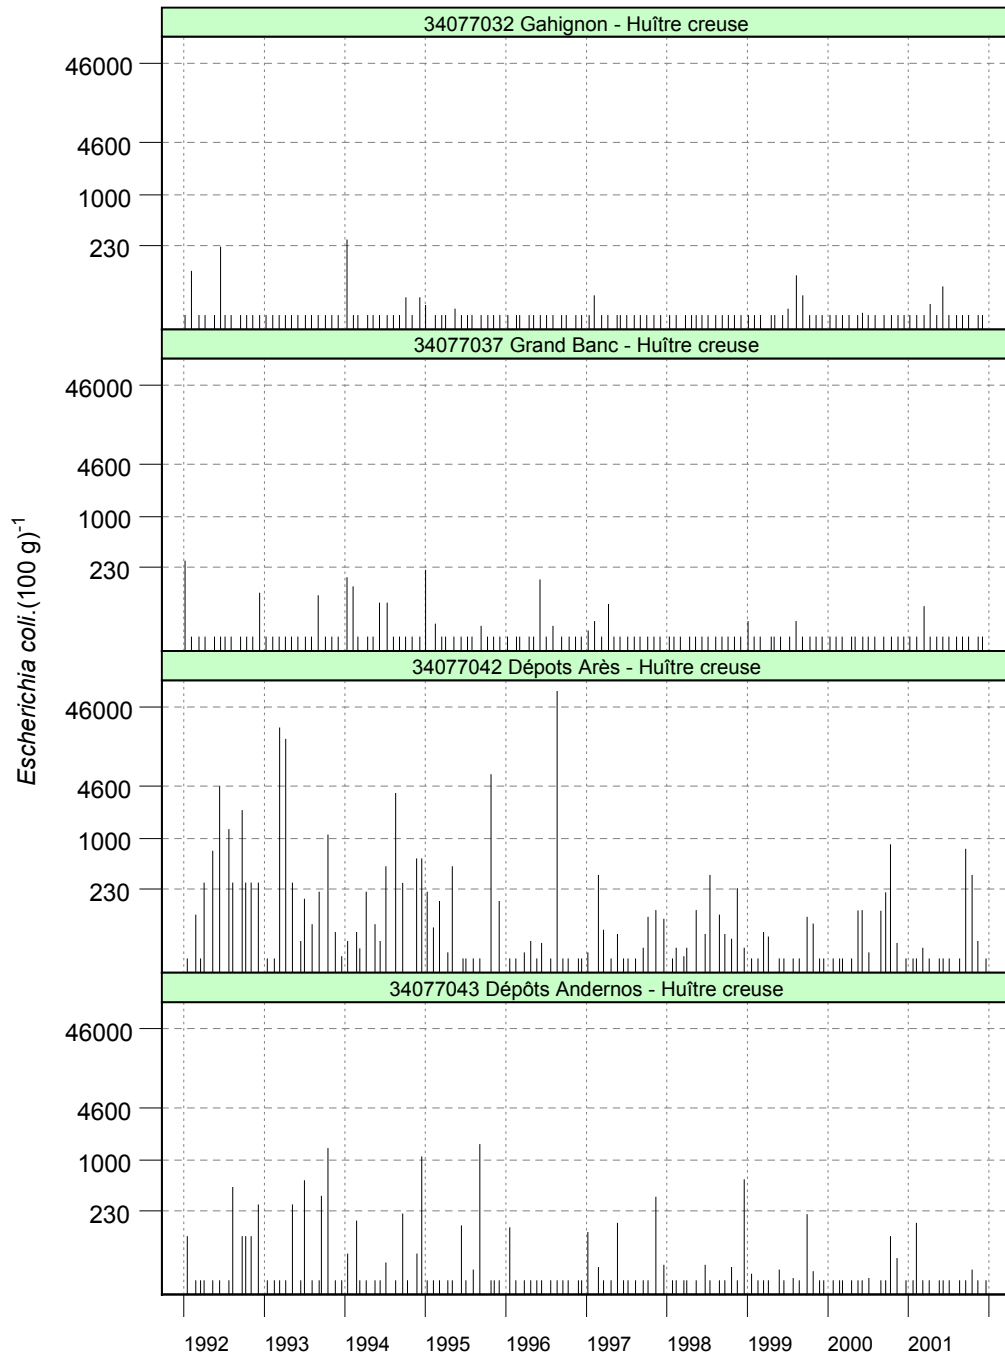 34077032 Gahignon - Huître creuse
46000
4600
1000
230
34077037 Grand Banc - Huître creuse
46000
4600
1000
230
Escherichia coli.(100 g)-1
34077042 Dépots Arès - Huître creuse
46000
4600
1000
230
34077043 Dépôts Andernos - Huître creuse
46000
4600
1000
230
1992 1993 1994 1995 1996 1997 1998 1999 2000 2001